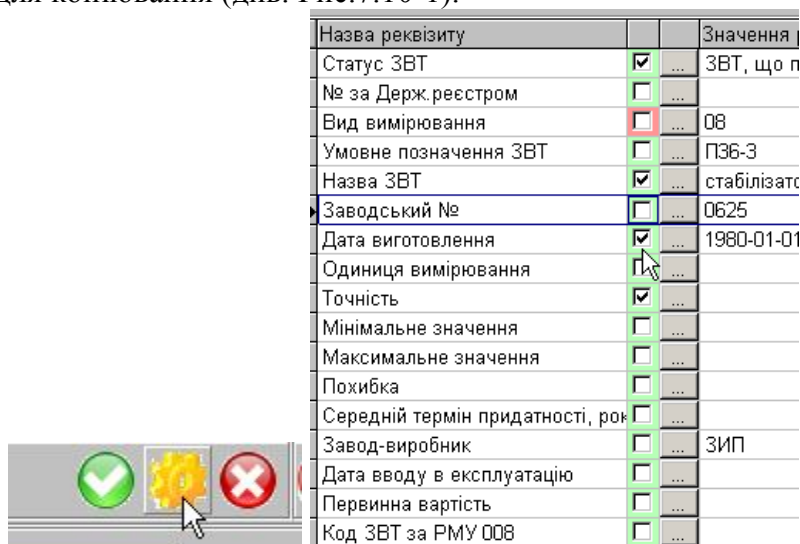 для копіювання (див. Рис.7.10-1).
Назва реквізиту Значення
Статус ЗВТ ... ЗВТ, що п
№ за Держ.реєстром ...
Вид вимірювання ... 08
Умовне позначення ЗВТ ... П36-3
Назва ЗВТ ... стабілізато
Заводський № ... 0625
Дата виготовлення ... 1980-01-01
Одиниця вимірювання ...
Точність ...
Мінімальне значення ...
Максимальне значення ...
Похибка ...
Середній термін придатності, рок ...
Завод-виробник ... ЗИП
Дата вводу в експлуатацію ...
Первинна вартість ...
Код ЗВТ за РМУ 008 ...